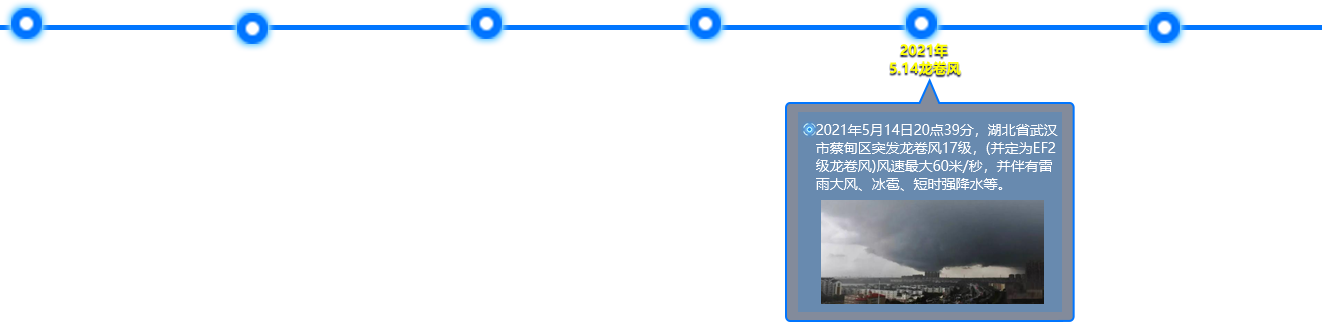 2021年
5.14龙卷风
2021年5月14日20点39分，湖北省武汉
市蔡甸区突发龙卷风17级，(并定为EF2
级龙卷风)风速最大60米/秒，并伴有雷
雨大风、冰雹、短时强降水等。